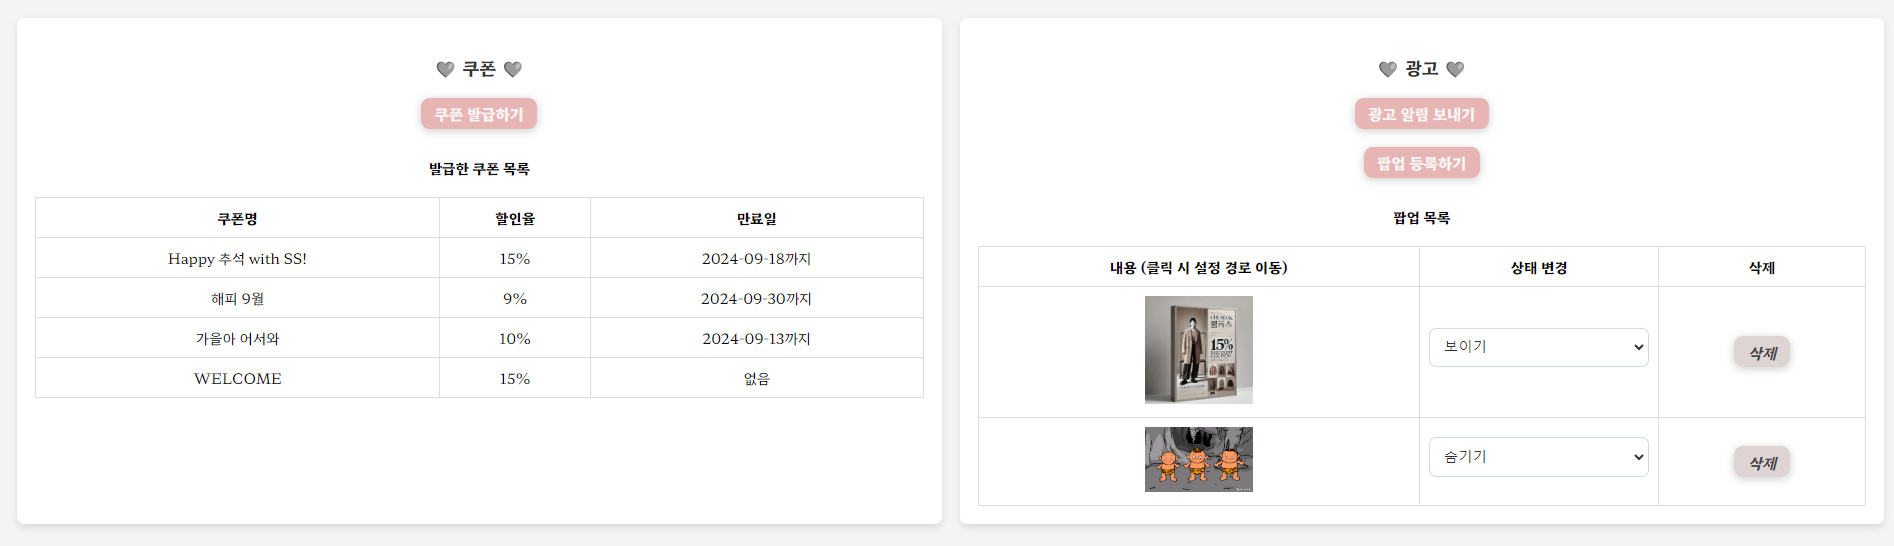 쿠폰
쿠폰 발급하기
발급한 쿠폰 목록
쿠폰명 할인율 만료일
Happy 추석 with SS! 15% 2024-09-18까지
해피 9월 9% 2024-09-30까지
가을아 어서와 10% 2024-09-13까지
WELCOME 15% 없음
광고
광고 알림 보내기
팝업 등록하기
팝업 목록
내용 (클릭 시 설정 경로 이동) 상태 변경 삭제
CHUSEOK
15%
DISCOUNT
COUPON
보이기 삭제
숨기기 삭제